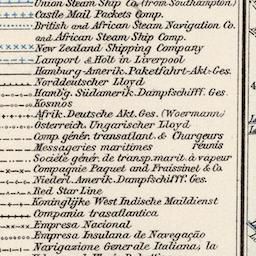 Union Steam Ship Co. (from Southampton)
Castle Mail Packets Comp.
British and African Steam Navigation Co.
and African Steam Ship Comp.
New Zealand Shipping Company
Lamport & Holt in Liverpool
Hamburg-Amerik. Paketfahrt-Akt-Ges.
Norddeutscher Lloyd
Hambg. Südamerik. Dampfschiff. Ges.
Kosmos
Afrik. Deutsche Akt. Ges. (Woermann)
Österreich. Ungarischer Lloyd
Comp. génér. transatlant. & Chargeurs
Messageries maritimes réunis
Société génér. de transp. marit. à vapeur
Compagnie Paquet and Fraissinet & Co.
Niederl. Amerik. Dampfschifff. Ges.
Red Star Line
Koninglijke West Indische Maildienst
Compania trasatlantica
Empreza Nacional
Empreza Insulana de Navegação
Navigazione Generale Italiana, la